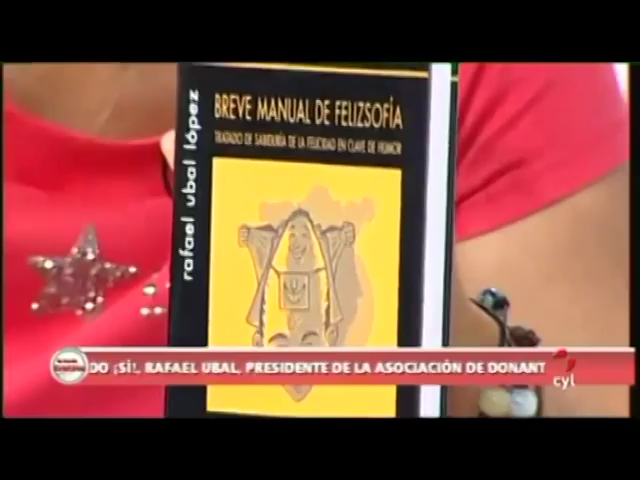 BREVE MANUAL DE FELIZSOFÍA
TRATADO DE SABIDURÍA DE LA FELICIDAD EN CLAVE DE HUMOR
rafael ubal lópez
DO ¡SÍ!, RAFAEL UBAL, PRESIDENTE DE LA ASOCIACIÓN DE DONANT
cyl